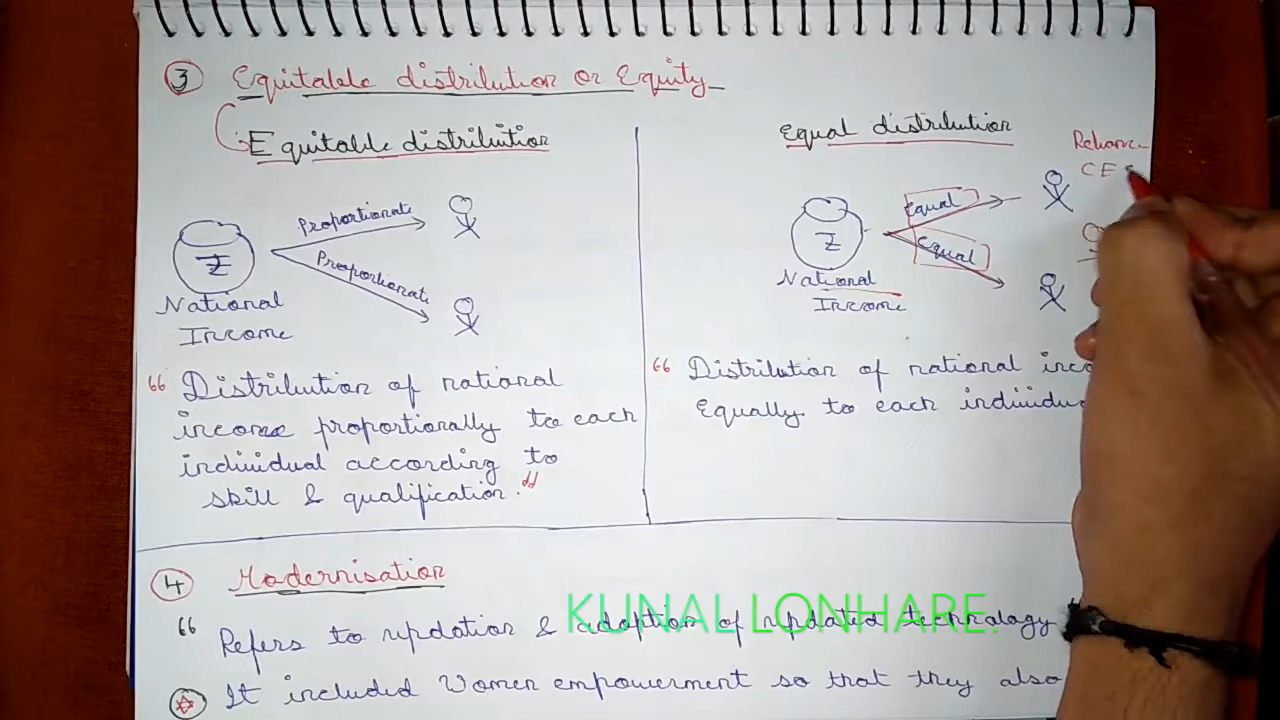 3 Equitable distribution or Equity
Equitable distribution
Proportionate
Proportionate
National
Income
"Distribution of national
income proportionally to each
individual according to
skill & qualification."
Equal distribution
Reliance
CE
equal
equal
National
Income
"Distribution of national
Equally to each
4 Modernisation
"Refers to updation & adoption of updated technology
It included Women empowerment so that they also
KUNAL LONHARE.